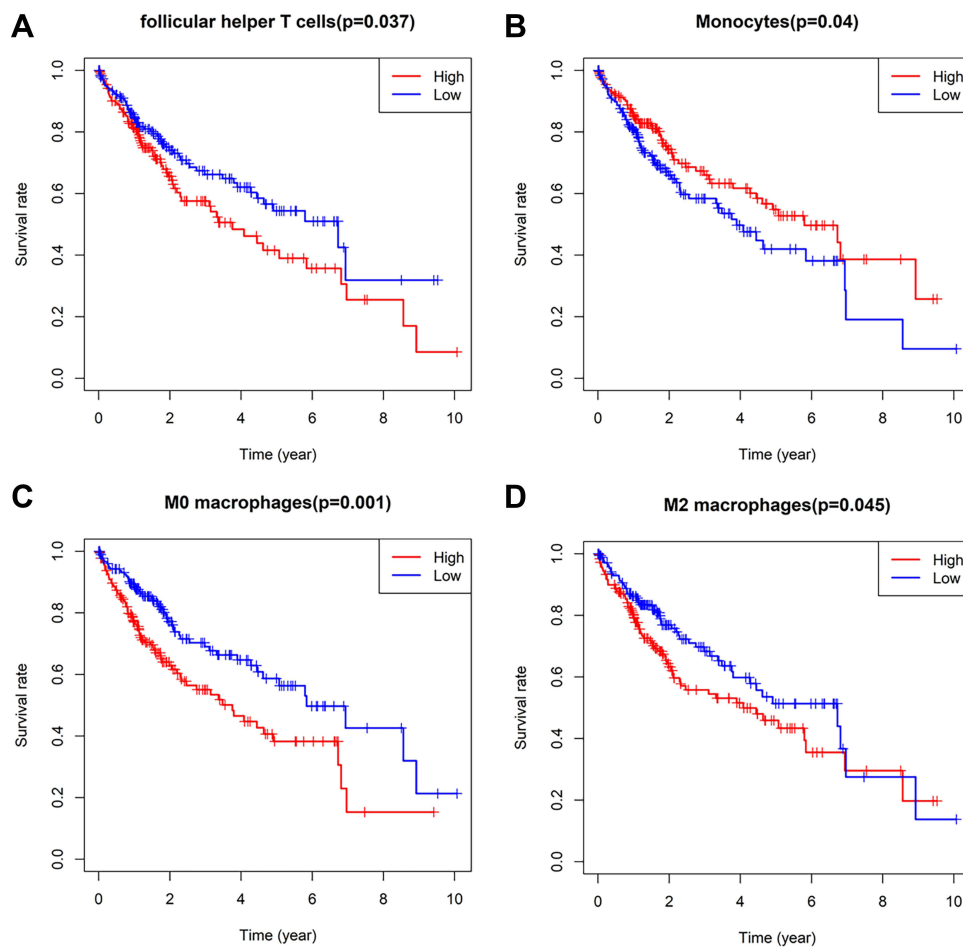 A
follicular helper T cells(p=0.037)
High
Low
Survival rate
1.0
0.8
0.6
0.4
0.2
0.0
0 2 4 6 8 10
Time (year)
B
Monocytes(p=0.04)
High
Low
Survival rate
1.0
0.8
0.6
0.4
0.2
0.0
0 2 4 6 8 10
Time (year)
C
M0 macrophages(p=0.001)
High
Low
Survival rate
1.0
0.8
0.6
0.4
0.2
0.0
0 2 4 6 8 10
Time (year)
D
M2 macrophages(p=0.045)
High
Low
Survival rate
1.0
0.8
0.6
0.4
0.2
0.0
0 2 4 6 8 10
Time (year)